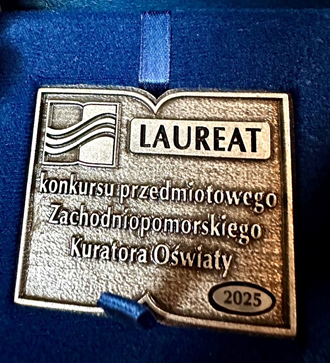 LAUREAT
konkursu przedmiotowego
Zachodniopomorskiego
Kuratora Oświaty
2025